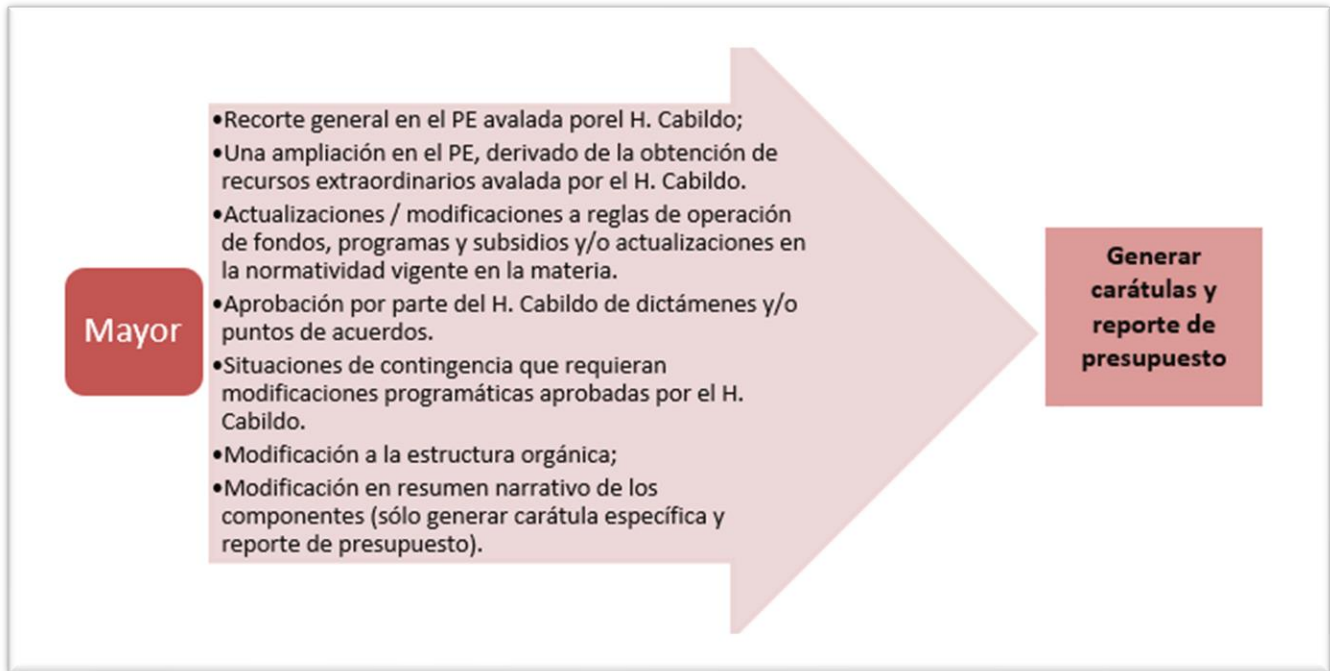 Mayor
•Recorte general en el PE avalada porel H. Cabildo;
•Una ampliación en el PE, derivado de la obtención de
recursos extraordinarios avalada por el H. Cabildo.
•Actualizaciones / modificaciones a reglas de operación
de fondos, programas y subsidios y/o actualizaciones en
la normatividad vigente en la materia.
•Aprobación por parte del H. Cabildo de dictámenes y/o
puntos de acuerdos.
•Situaciones de contingencia que requieran
modificaciones programáticas aprobadas por el H.
Cabildo.
•Modificación a la estructura orgánica;
•Modificación en resumen narrativo de los
componentes (sólo generar carátula específica y
reporte de presupuesto).
Generar
carátulas y
reporte de
presupuesto